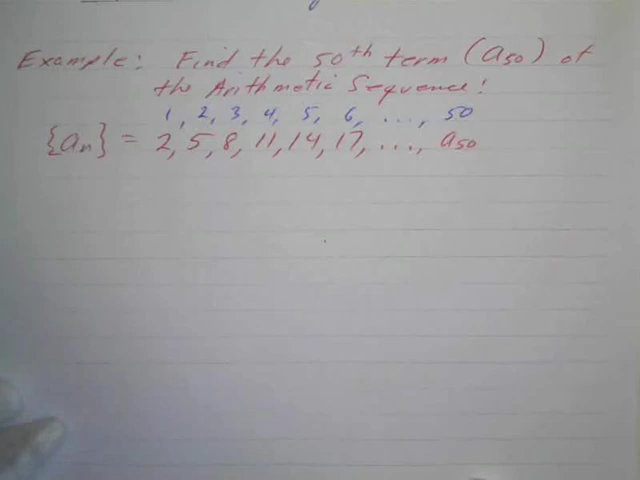 Example: Find the 50th term (a50) of
the Arithmetic Sequence:
1, 2, 3, 4, 5, 6, ..., 50
{an} = 2, 5, 8, 11, 14, 17, ..., a50